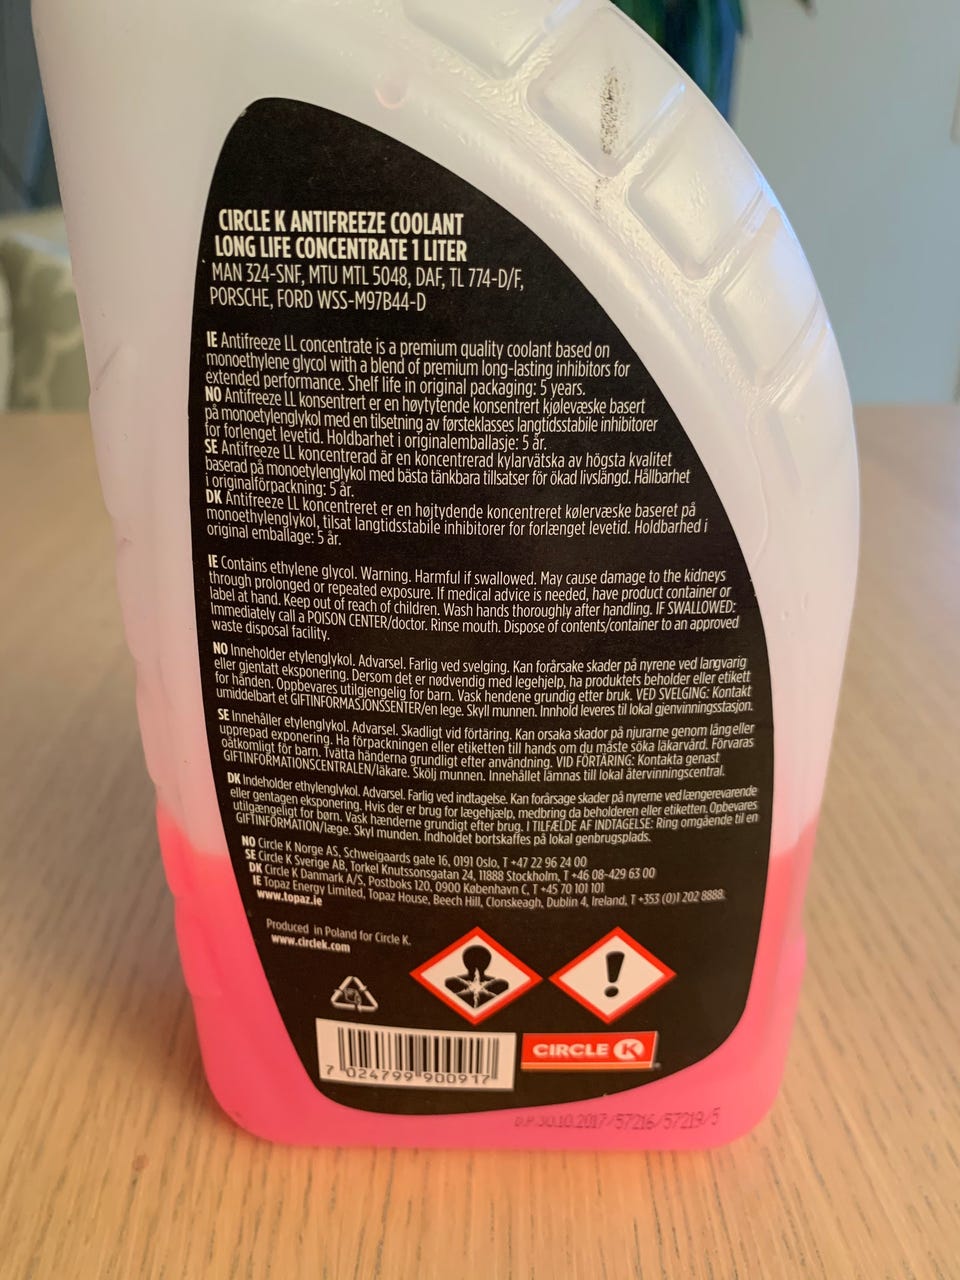 CIRCLE K ANTIFREEZE COOLANT
LONG LIFE CONCENTRATE 1 LITER
MAN 324-SNF, MTU MTL 5048, DAF, TL 774-D/F,
PORSCHE, FORD WSS-M97B44-D
IE Antifreeze LL concentrate is a premium quality coolant based on
monoethylene glycol with a blend of premium long-lasting inhibitors for
extended performance. Shelf life in original packaging: 5 years.
NO Antifreeze LL konsentrert er en høytytende konsentrert kjølevæske basert
på monoetylenglykol med en tilsetning av førsteklasses langtidsstabile inhibitorer
for forlenget levetid. Holdbarhet i originalemballasje: 5 år.
SE Antifreeze LL koncentrerad är en koncentrerad kylarvätska av högsta kvalitet
baserad på monoetylenglykol med bästa tänkbara tillsatser för ökad livslängd. Hållbarhet
i originalförpackning: 5 år.
DK Antifreeze LL koncentreret er en højtydende koncentreret kølervæske baseret på
monoethylenglykol, tilsat langtidsstabile inhibitorer for forlænget levetid. Holdbarhed i
original emballage: 5 år.
IE Contains ethylene glycol. Warning. Harmful if swallowed. May cause damage to the kidneys
through prolonged or repeated exposure. If medical advice is needed, have product container or
label at hand. Keep out of reach of children. Wash hands thoroughly after handling. IF SWALLOWED:
Immediately call a POISON CENTER/doctor. Rinse mouth. Dispose of contents/container to an approved
waste disposal facility.
NO Inneholder etylenglykol. Advarsel. Farlig ved svelging. Kan forårsake skader på nyrene ved langvarig
eller gjentatt eksponering. Dersom det er nødvendig med legehjelp, ha produktets beholder eller etikett
for hånden. Oppbevares utilgjengelig for barn. Vask hendene grundig etter bruk. VED SVELGING: Kontakt
umiddelbart et GIFTINFORMASJONSSENTER/en lege. Skyll munnen. Innhold leveres til lokal gjenvinningsstasjon.
SE Innehåller etylenglykol. Advarsel. Skadligt vid förtäring. Kan orsaka skador på njurarna genom lång eller
upprepad exponering. Ha förpackningen eller etiketten till hands om du måste söka läkarvård. Förvaras
oåtkomligt för barn. Tvätta händerna grundligt efter användning. VID FÖRTÄRING: Kontakta genast
GIFTINFORMATIONSCENTRALEN/läkare. Skölj munnen. Innehållet lämnas till lokal återvinningscentral.
DK Indeholder ethylenglykol. Advarsel. Farlig ved indtagelse. Kan forårsage skader på nyrerne ved længerevarende
eller gentagen eksponering. Hvis der er brug for lægehjælp, medbring da beholderen eller etiketten. Opbevares
utilgængeligt for børn. Vask hænderne grundigt efter brug. I TILFÆLDE AF INDTAGELSE: Ring omgående til en
GIFTINFORMATION/læge. Skyl munden. Indholdet bortskaffes på lokal genbrugsplads.
NO Circle K Norge AS, Schweigaards gate 16, 0191 Oslo, T +47 22 96 24 00
SE Circle K Sverige AB, Torkel Knutssonsgatan 24, 11888 Stockholm, T +46 08-429 63 00
DK Circle K Danmark A/S, Postboks 120, 0900 København C, T +45 70 101 101
IE Topaz Energy Limited, Topaz House, Beech Hill, Clonskeagh, Dublin 4, Ireland, T +353 (0)1 202 8888.
www.topaz.ie
Produced in Poland for Circle K.
www.circlek.com
7 024799 900917
CIRCLE K
D.P.30.10.2017/57216/57219/5